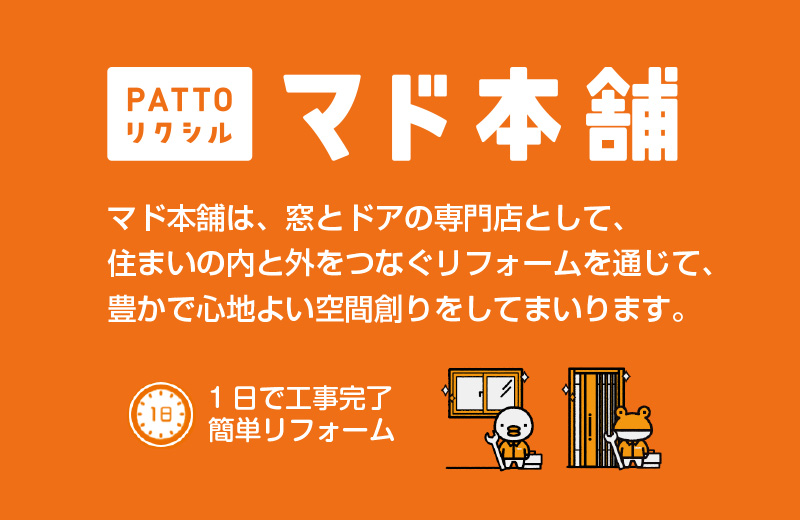 PATTO
リクシル
マド本舗
マド本舗は、窓とドアの専門店として、
住まいの内と外をつなぐリフォームを通じて、
豊かで心地よい空間創りをしてまいります。
1日
1日で工事完了
簡単リフォーム